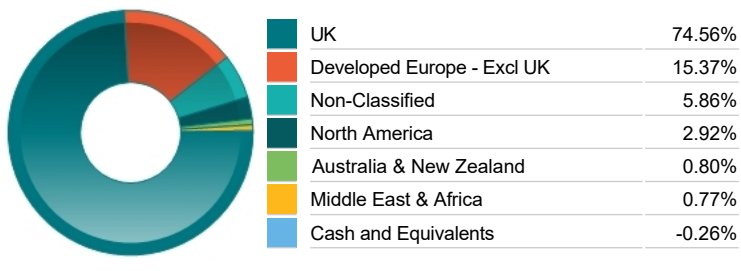 UK 74.56%
Developed Europe - Excl UK 15.37%
Non-Classified 5.86%
North America 2.92%
Australia & New Zealand 0.80%
Middle East & Africa 0.77%
Cash and Equivalents -0.26%